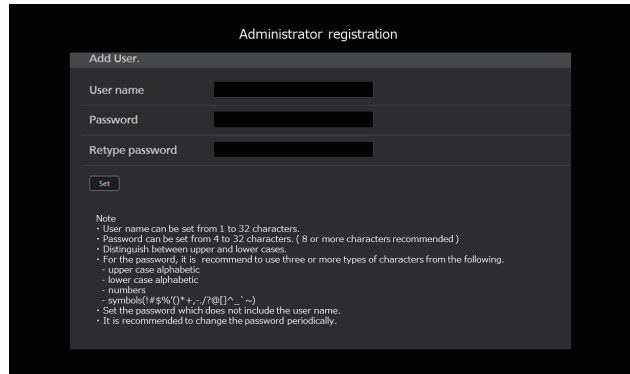 Administrator registration
Add User.
User name
Password
Retype password
Set
Note
・User name can be set from 1 to 32 characters.
・Password can be set from 4 to 32 characters. ( 8 or more characters recommended )
・Distinguish between upper and lower cases.
・For the password, it is  recommend to use three or more types of characters from the following.
- upper case alphabetic
- lower case alphabetic
- numbers
- symbols(!#$%'()*+,-./?@[]^_`~)
・Set the password which does not include the user name.
・It is recommended to change the password periodically.